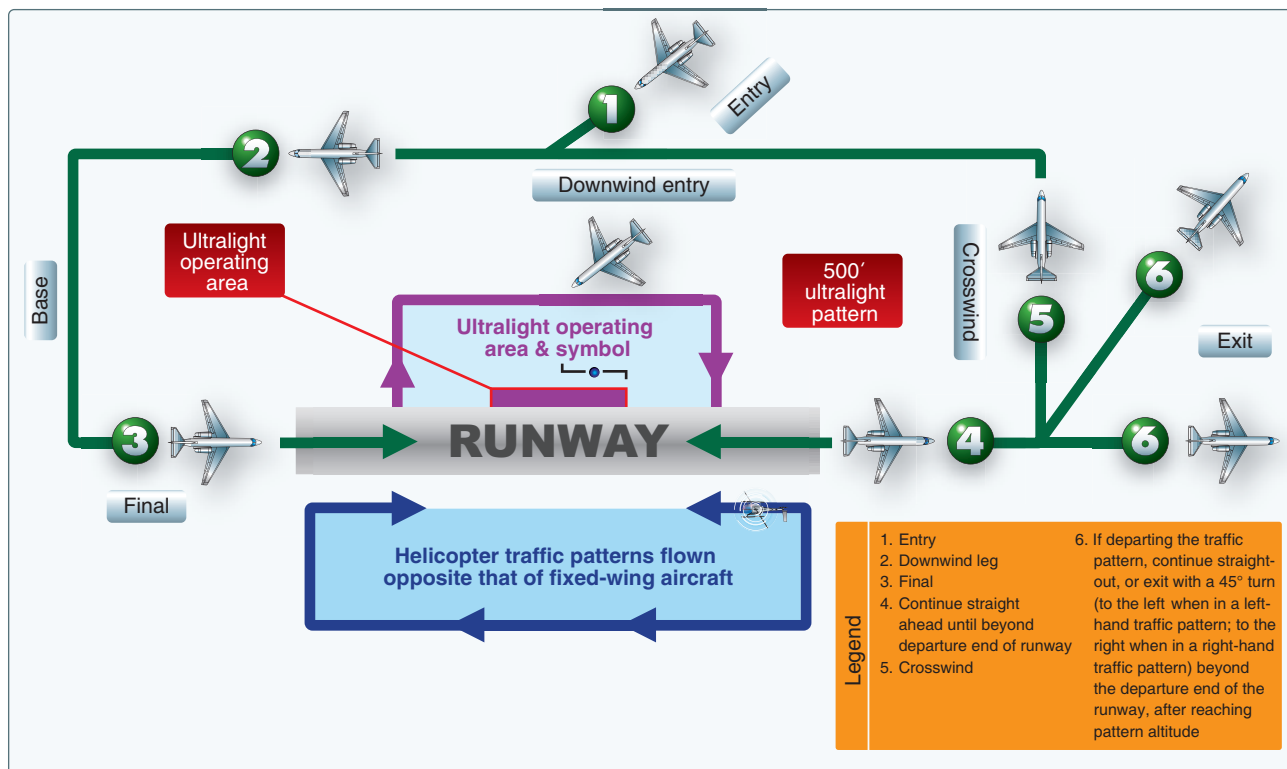 1
Entry
2
Downwind entry
Ultralight
operating
area
500′
ultralight
pattern
Crosswind
6
5
Exit
Base
Ultralight operating
area & symbol
3
RUNWAY
4
6
Final
Helicopter traffic patterns flown
opposite that of fixed-wing aircraft
Legend
1. Entry
2. Downwind leg
3. Final
4. Continue straight
ahead until beyond
departure end of runway
5. Crosswind
6. If departing the traffic
pattern, continue straight-
out, or exit with a 45° turn
(to the left when in a left-
hand traffic pattern; to the
right when in a right-hand
traffic pattern) beyond
the departure end of the
runway, after reaching
pattern altitude